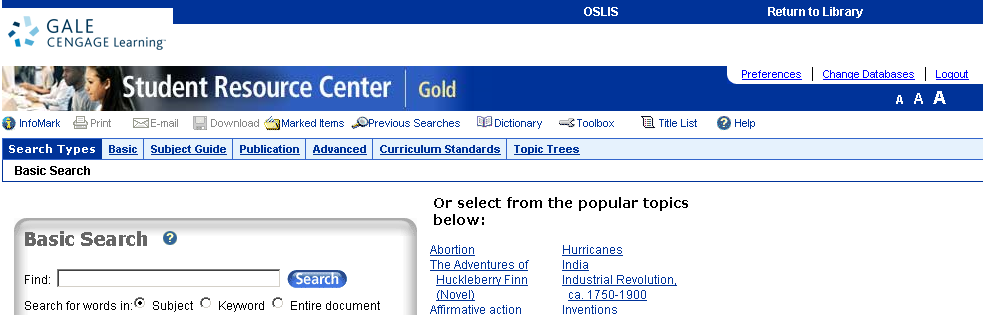 OSLIS Return to Library
GALE
CENGAGE Learning™
Student Resource Center Gold
Preferences Change Databases Logout
A A A
InfoMark Print E-mail Download Marked Items Previous Searches Dictionary Toolbox Title List Help
Search Types Basic Subject Guide Publication Advanced Curriculum Standards Topic Trees
Basic Search
Basic Search ?
Find: Search
Search for words in: Subject Keyword Entire document
Or select from the popular topics
below:
Abortion
The Adventures of
Huckleberry Finn
(Novel)
Affirmative action
Hurricanes
India
Industrial Revolution,
ca. 1750-1900
Inventions